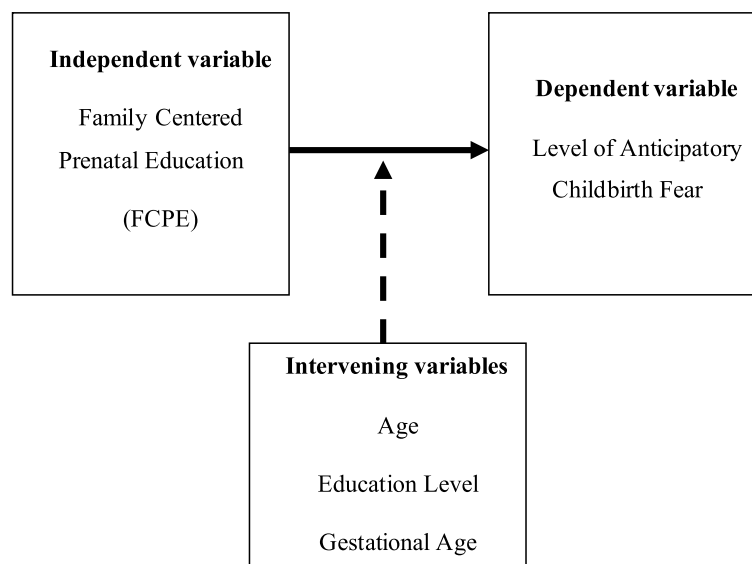 Independent variable
Family Centered
Prenatal Education
(FCPE)
Dependent variable
Level of Anticipatory
Childbirth Fear
Intervening variables
Age
Education Level
Gestational Age